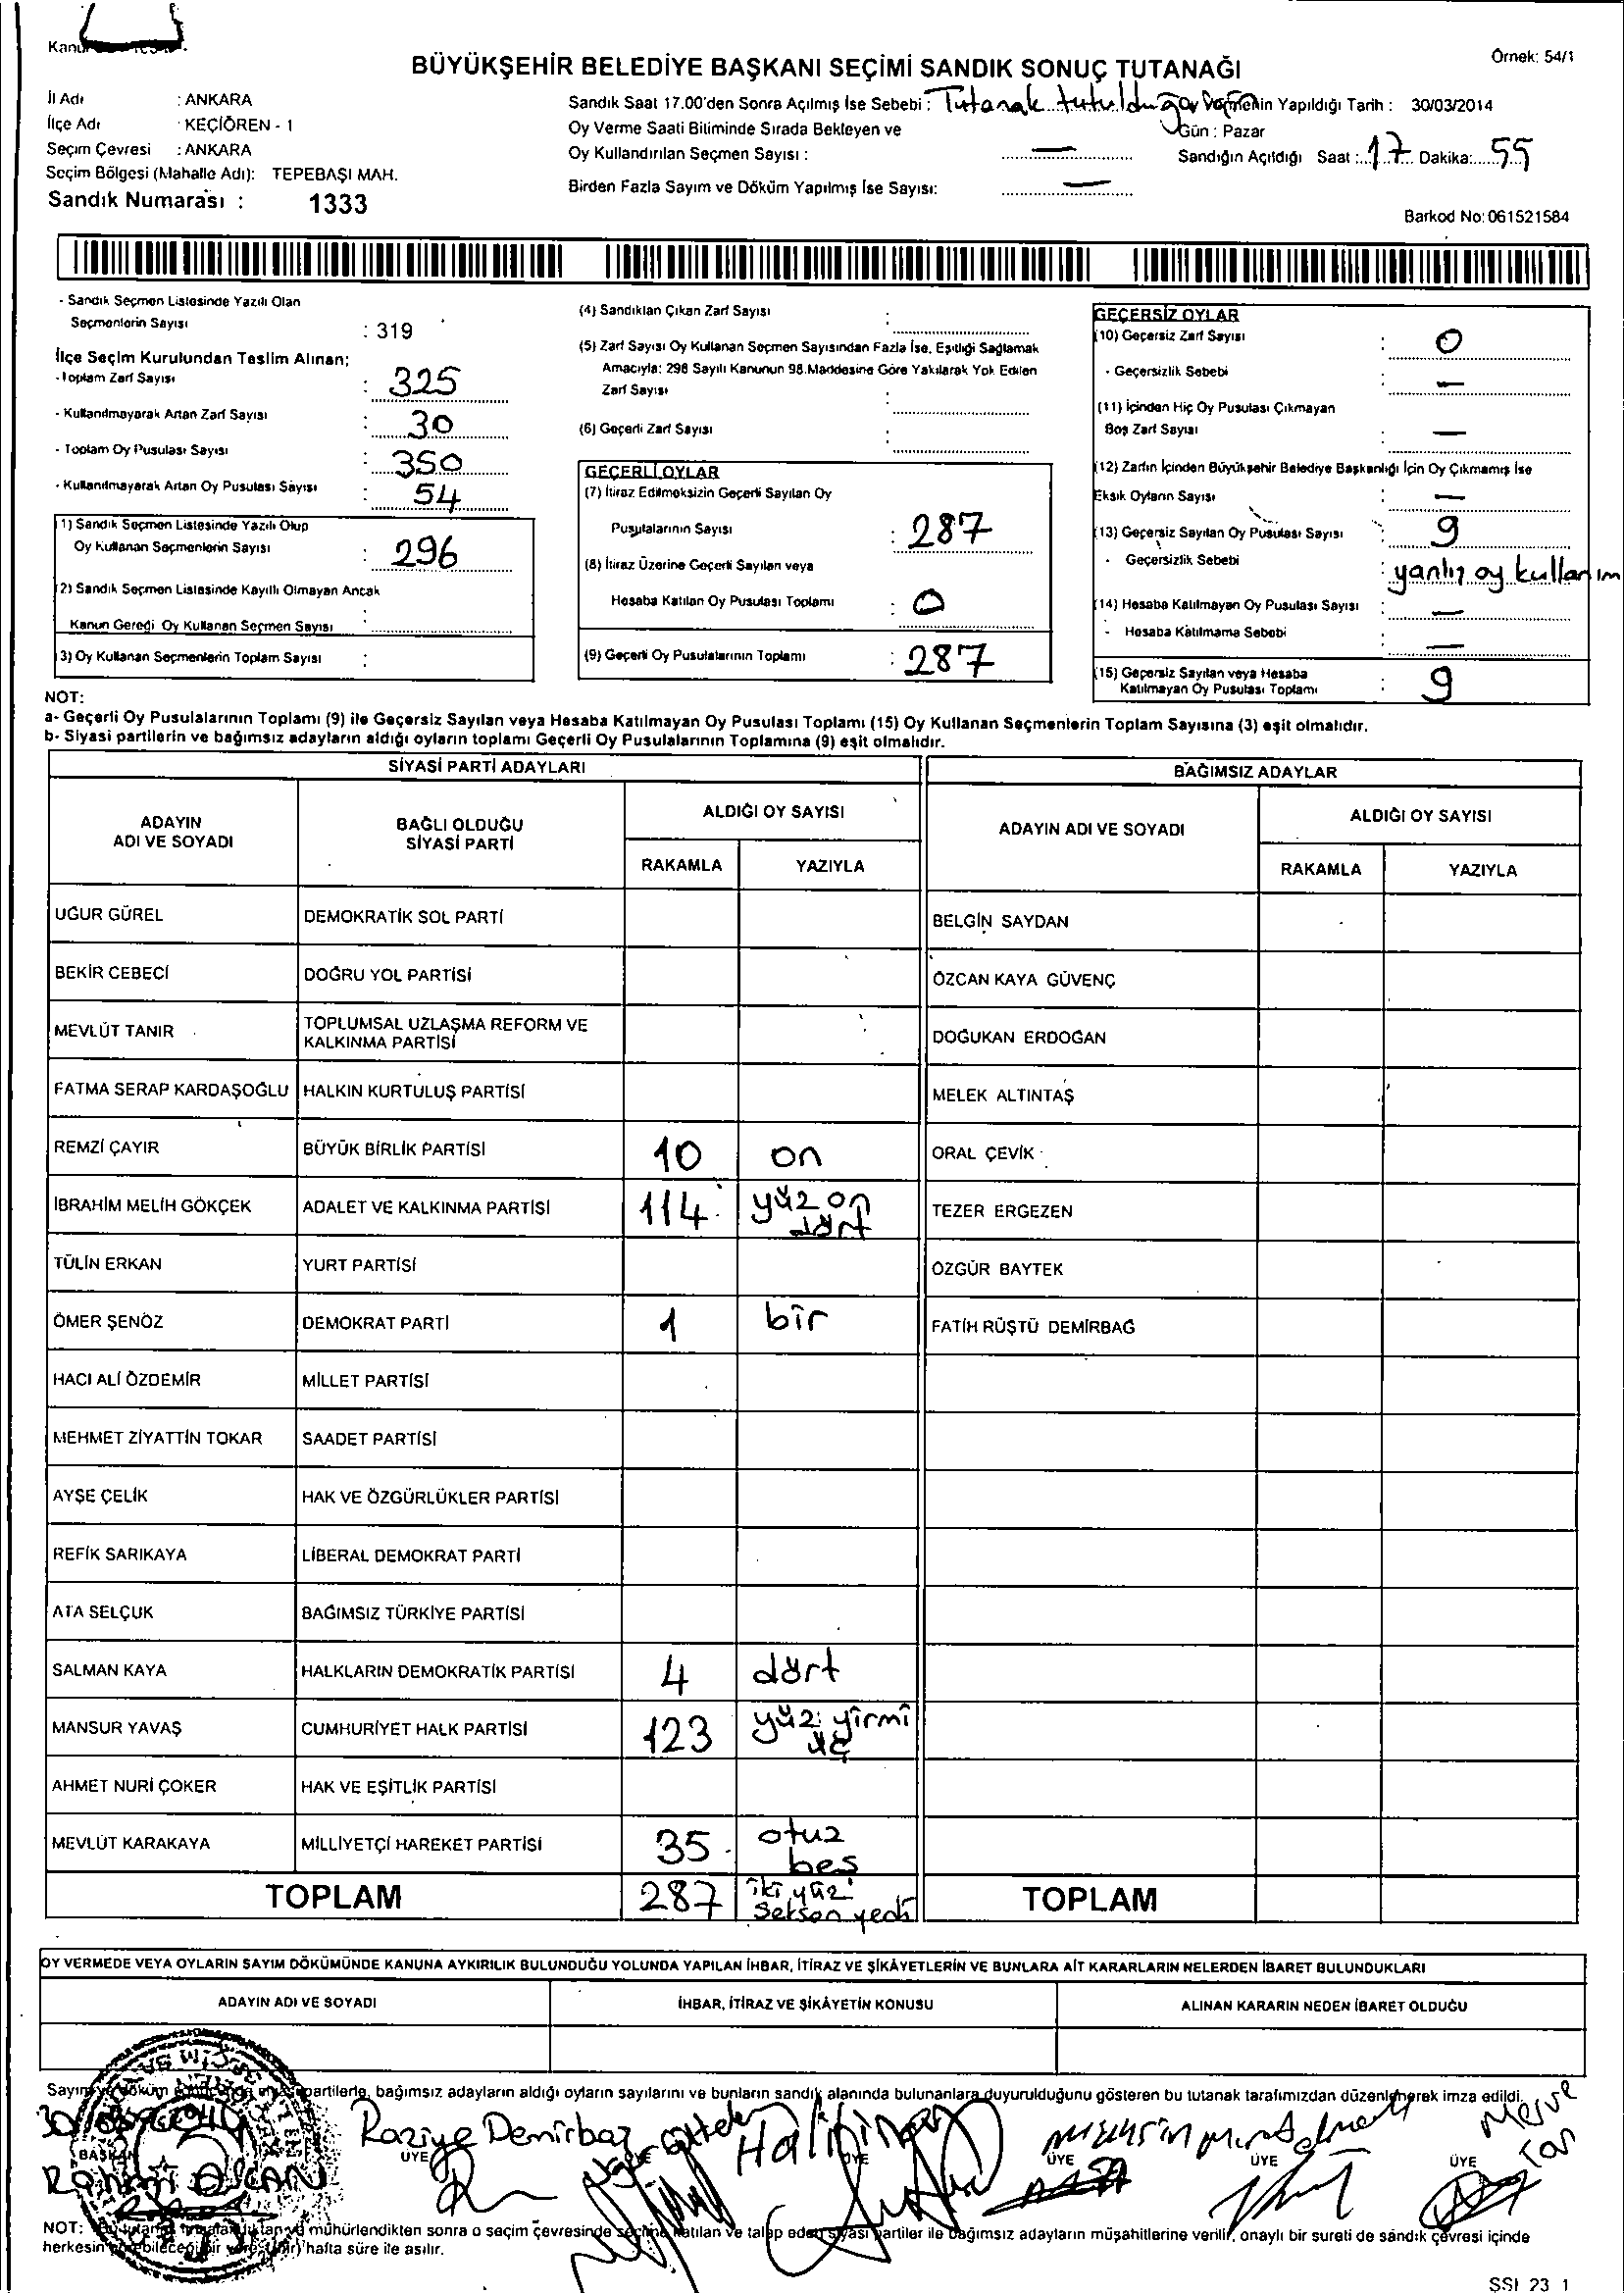 Örnek: 54/1
BÜYÜKŞEHİR BELEDİYE BAŞKANI SEÇİMİ SANDIK SONUÇ TUTANAĞI
İl Adı : ANKARA
İlçe Adı : KEÇİÖREN - 1
Seçim Çevresi : ANKARA
Seçim Bölgesi (Mahalle Adı): TEPEBAŞI MAH.
Sandık Numarası : 1333
Sandık Saat 17.00'den Sonra Açılmış İse Sebebi : Tutanak
Oy Verme Saati Bitiminde Sırada Bekleyen ve
Oy Kullandırılan Seçmen Sayısı : —
Birden Fazla Sayım ve Döküm Yapılmış İse Sayısı: —
Yapıldığı Tarih : 30/03/2014
Gün : Pazar
Sandığın Açıldığı Saat : 17 Dakika: 55
Barkod No: 061521584
- Sandık Seçmen Listesinde Yazılı Olan
Seçmenlerin Sayısı : 319
İlçe Seçim Kurulundan Teslim Alınan;
- Toplam Zarf Sayısı : 325
- Kullanılmayarak Artan Zarf Sayısı : 30
- Toplam Oy Pusulası Sayısı : 350
- Kullanılmayarak Artan Oy Pusulası Sayısı : 54
(1) Sandık Seçmen Listesinde Yazılı Olup
Oy Kullanan Seçmenlerin Sayısı : 296
(2) Sandık Seçmen Listesinde Kayıtlı Olmayan Ancak
Kanun Gereği Oy Kullanan Seçmen Sayısı :
(3) Oy Kullanan Seçmenlerin Toplam Sayısı :
(4) Sandıktan Çıkan Zarf Sayısı :
(5) Zarf Sayısı Oy Kullanan Seçmen Sayısından Fazla İse, Eşitliği Sağlamak
Amacıyla: 298 Sayılı Kanunun 98.Maddesine Göre Yakılarak Yok Edilen
Zarf Sayısı :
(6) Geçerli Zarf Sayısı :
GEÇERLİ OYLAR
(7) İtiraz Edilmeksizin Geçerli Sayılan Oy
Pusulalarının Sayısı : 287
(8) İtiraz Üzerine Geçerli Sayılan veya
Hesaba Katılan Oy Pusulası Toplamı : 0
(9) Geçerli Oy Pusulalarının Toplamı : 287
GEÇERSİZ OYLAR
(10) Geçersiz Zarf Sayısı : 0
- Geçersizlik Sebebi : —
(11) İçinden Hiç Oy Pusulası Çıkmayan
Boş Zarf Sayısı : —
(12) Zarfın İçinden Büyükşehir Belediye Başkanlığı İçin Oy Çıkmamış İse
Eksik Oyların Sayısı : —
(13) Geçersiz Sayılan Oy Pusulası Sayısı : 9
- Geçersizlik Sebebi : yanlış oy kullanım
(14) Hesaba Katılmayan Oy Pusulası Sayısı : —
- Hesaba Katılmama Sebebi : —
(15) Geçersiz Sayılan veya Hesaba
Katılmayan Oy Pusulası Toplamı : 9
NOT:
a- Geçerli Oy Pusulalarının Toplamı (9) ile Geçersiz Sayılan veya Hesaba Katılmayan Oy Pusulası Toplamı (15) Oy Kullanan Seçmenlerin Toplam Sayısına (3) eşit olmalıdır.
b- Siyasi partilerin ve bağımsız adayların aldığı oyların toplamı Geçerli Oy Pusulalarının Toplamına (9) eşit olmalıdır.
SİYASİ PARTİ ADAYLARI
ADAYIN ADI VE SOYADI BAĞLI OLDUĞU SİYASİ PARTİ ALDIĞI OY SAYISI
RAKAMLA YAZIYLA
UĞUR GÜREL DEMOKRATİK SOL PARTİ
BEKİR CEBECİ DOĞRU YOL PARTİSİ
MEVLÜT TANIR TOPLUMSAL UZLAŞMA REFORM VE KALKINMA PARTİSİ
FATMA SERAP KARDAŞOĞLU HALKIN KURTULUŞ PARTİSİ
REMZİ ÇAYIR BÜYÜK BİRLİK PARTİSİ 10 on
İBRAHİM MELİH GÖKÇEK ADALET VE KALKINMA PARTİSİ 114 yüz on dört
TÜLİN ERKAN YURT PARTİSİ
ÖMER ŞENÖZ DEMOKRAT PARTİ 1 bir
HACI ALİ ÖZDEMİR MİLLET PARTİSİ
MEHMET ZİYATTİN TOKAR SAADET PARTİSİ
AYŞE ÇELİK HAK VE ÖZGÜRLÜKLER PARTİSİ
REFİK SARIKAYA LİBERAL DEMOKRAT PARTİ
ATA SELÇUK BAĞIMSIZ TÜRKİYE PARTİSİ
SALMAN KAYA HALKLARIN DEMOKRATİK PARTİSİ 4 dört
MANSUR YAVAŞ CUMHURİYET HALK PARTİSİ 123 yüz yirmi üç
AHMET NURİ ÇOKER HAK VE EŞİTLİK PARTİSİ
MEVLÜT KARAKAYA MİLLİYETÇİ HAREKET PARTİSİ 35 otuz beş
TOPLAM 287 iki yüz seksen yedi
BAĞIMSIZ ADAYLAR
ADAYIN ADI VE SOYADI ALDIĞI OY SAYISI
RAKAMLA YAZIYLA
BELGİN SAYDAN
ÖZCAN KAYA GÜVENÇ
DOĞUKAN ERDOĞAN
MELEK ALTINTAŞ
ORAL ÇEVİK
TEZER ERGEZEN
ÖZGÜR BAYTEK
FATİH RÜŞTÜ DEMİRBAĞ
TOPLAM
OY VERMEDE VEYA OYLARIN SAYIM DÖKÜMÜNDE KANUNA AYKIRILIK BULUNDUĞU YOLUNDA YAPILAN İHBAR, İTİRAZ VE ŞİKÂYETLERİN VE BUNLARA AİT KARARLARIN NELERDEN İBARET BULUNDUKLARI
ADAYIN ADI VE SOYADI İHBAR, İTİRAZ VE ŞİKÂYETİN KONUSU ALINAN KARARIN NEDEN İBARET OLDUĞU
partilerle, bağımsız adayların aldığı oyların sayılarını ve bunların sandık alanında bulunanlara duyurulduğunu gösteren bu tutanak tarafımızdan düzenlenerek imza edildi.
Raziye Demirbaz Merve Tan
ÜYE ÜYE ÜYE ÜYE
NOT: mühürlendikten sonra o seçim çevresinde seçime katılan ve talep eden siyasi partiler ile bağımsız adayların müşahitlerine verilir, onaylı bir sureti de sandık çevresi içinde
herkesin hafta süre ile asılır.